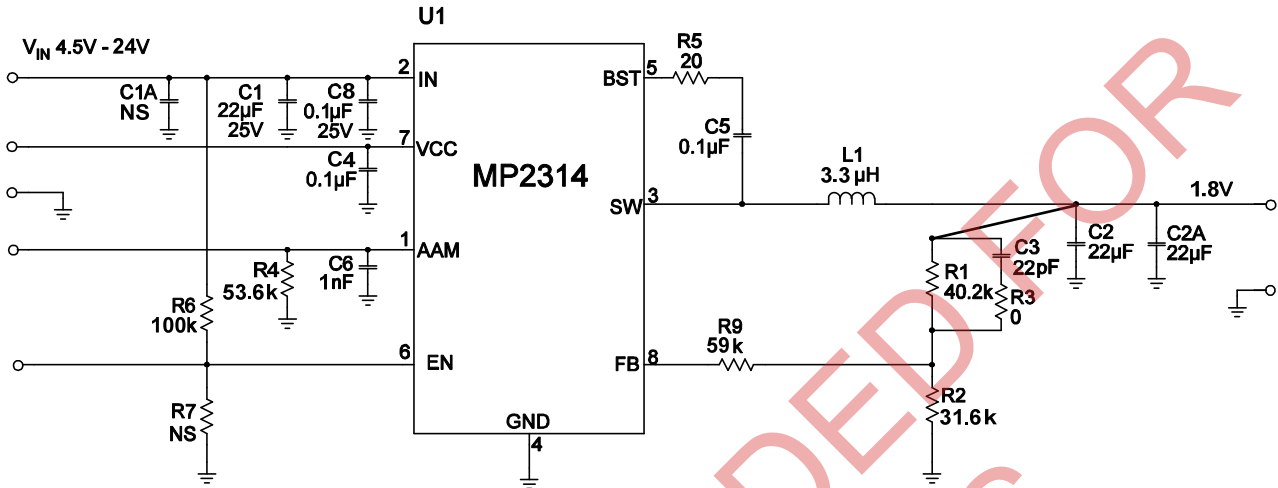 U1
V_IN 4.5V - 24V
C1A
NS
C1
22µF
25V
C8
0.1µF
25V
2
IN
7
VCC
C4
0.1µF
1
AAM
R4
53.6k
C6
1nF
R6
100k
6
EN
R7
NS
MP2314
GND
4
BST
5
R5
20
C5
0.1µF
SW
3
L1
3.3 µH
1.8V
C2
22µF
C2A
22µF
C3
22pF
R1
40.2k
R3
0
FB
8
R9
59k
R2
31.6k
DED FOR